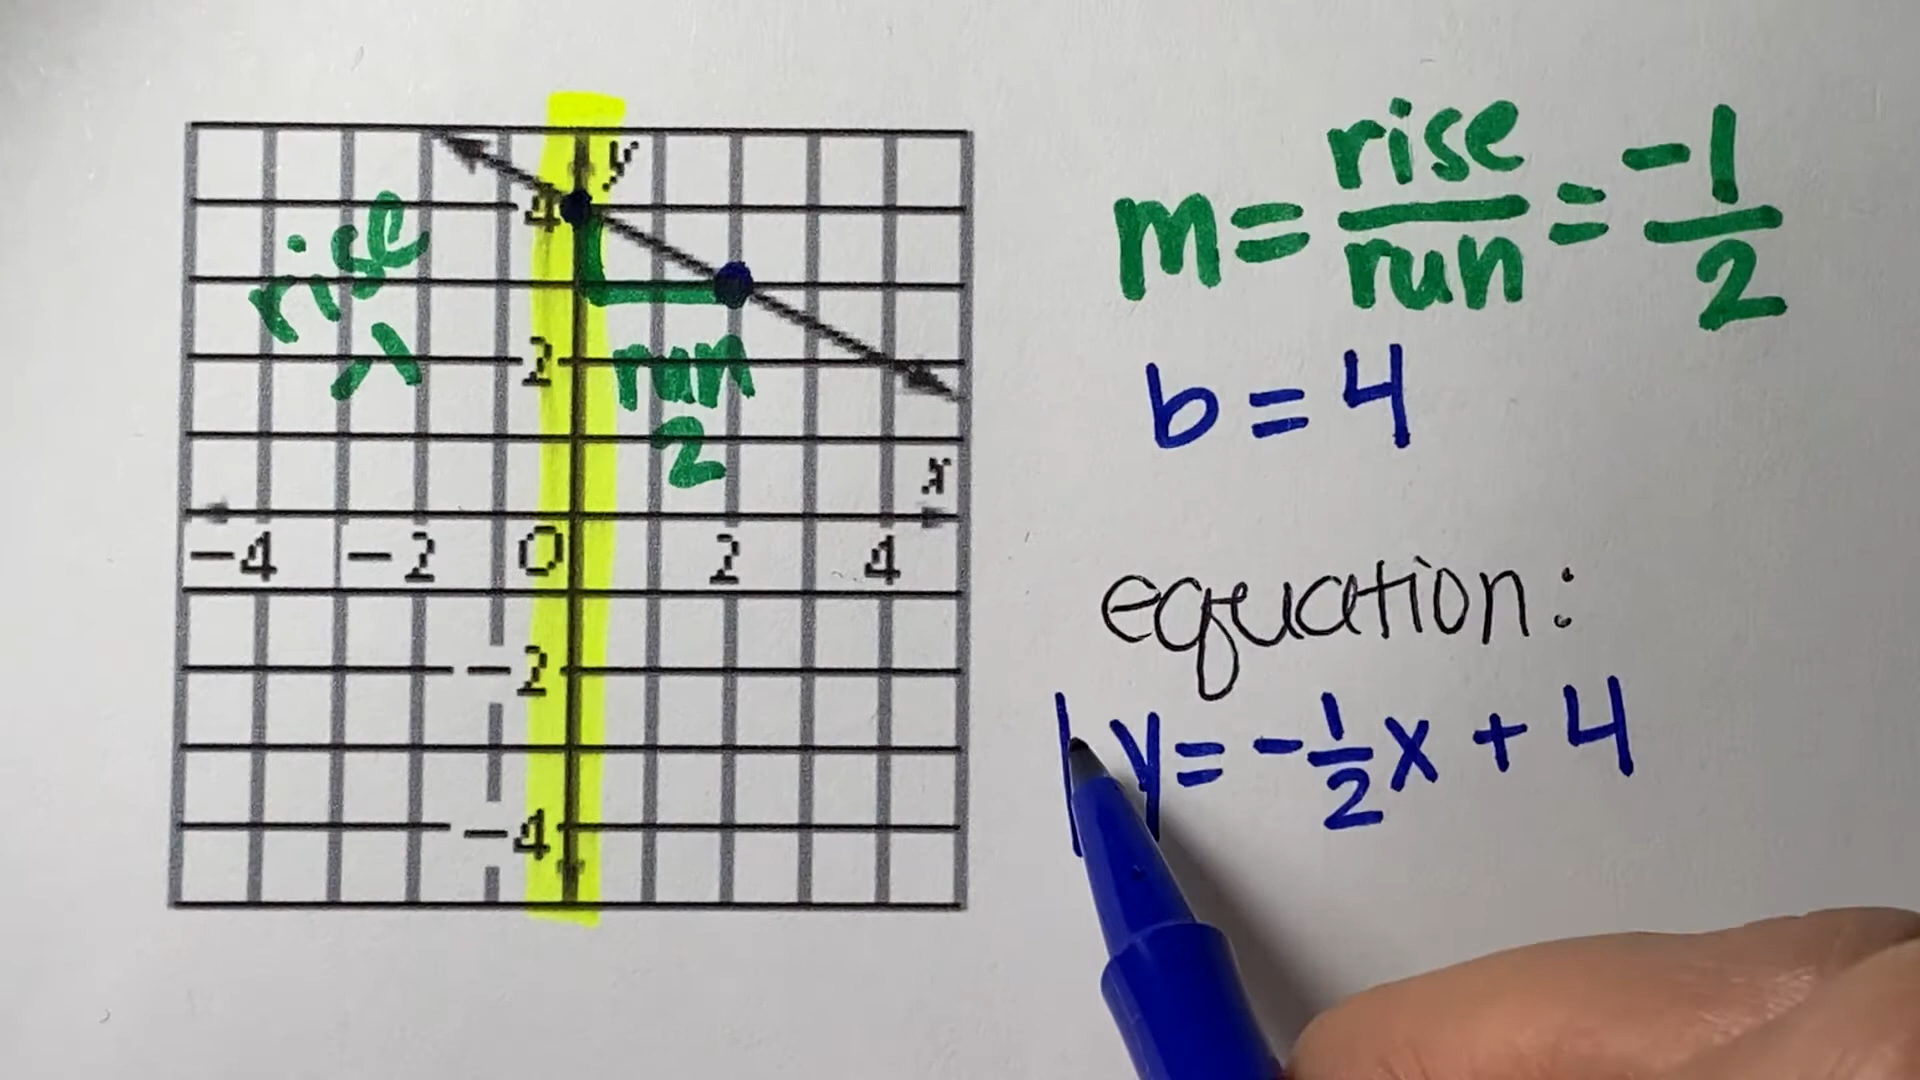 y
4
2
x
-4 -2 0 2 4
-2
-4
rise
run
2
m = rise/run = -1/2
b = 4
equation:
y = -1/2x + 4